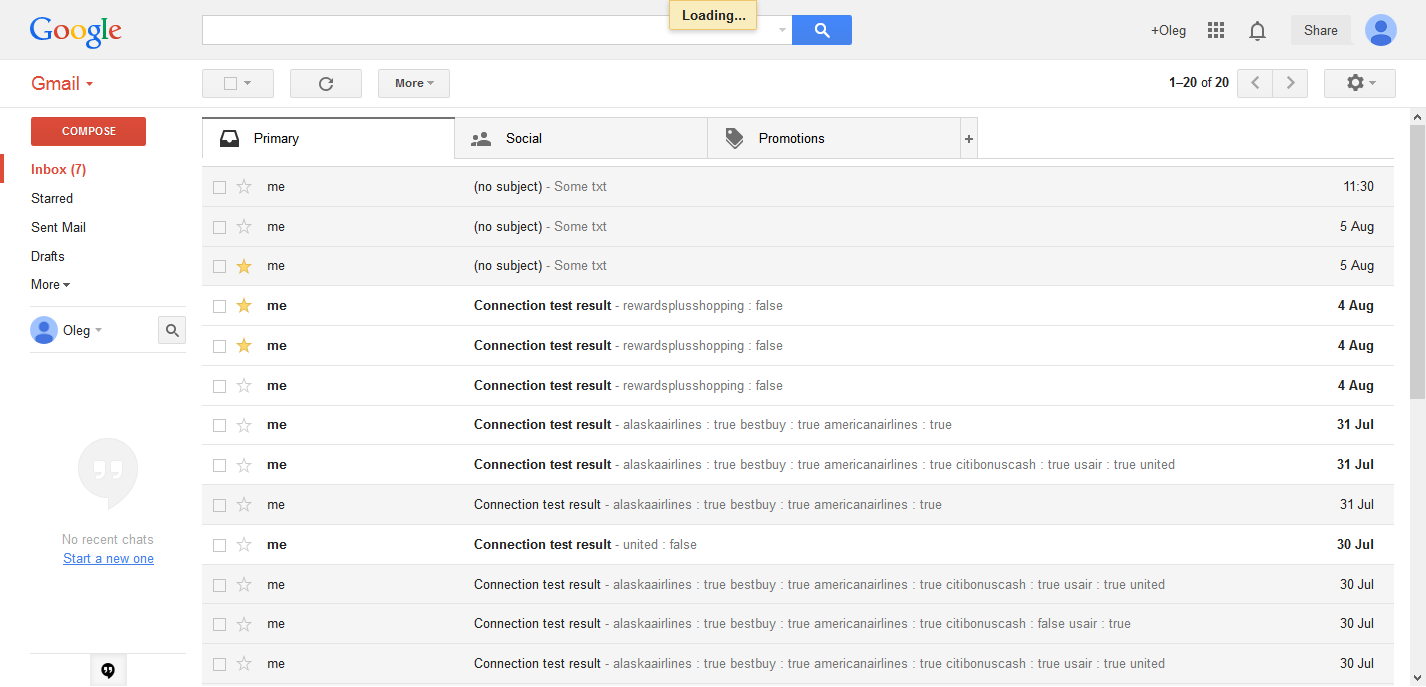 Loading...
Google
+Oleg
Share
Gmail
More
1–20 of 20
COMPOSE
Primary
Social
Promotions
+
Inbox (7)
Starred
Sent Mail
Drafts
More
Oleg
No recent chats
Start a new one
me (no subject) - Some txt 11:30
me (no subject) - Some txt 5 Aug
me (no subject) - Some txt 5 Aug
me Connection test result - rewardsplusshopping : false 4 Aug
me Connection test result - rewardsplusshopping : false 4 Aug
me Connection test result - rewardsplusshopping : false 4 Aug
me Connection test result - alaskaairlines : true bestbuy : true americanairlines : true 31 Jul
me Connection test result - alaskaairlines : true bestbuy : true americanairlines : true citibonuscash : true usair : true united 31 Jul
me Connection test result - alaskaairlines : true bestbuy : true americanairlines : true 31 Jul
me Connection test result - united : false 30 Jul
me Connection test result - alaskaairlines : true bestbuy : true americanairlines : true citibonuscash : true usair : true united 30 Jul
me Connection test result - alaskaairlines : true bestbuy : true americanairlines : true citibonuscash : false usair : true 30 Jul
me Connection test result - alaskaairlines : true bestbuy : true americanairlines : true citibonuscash : true usair : true united 30 Jul